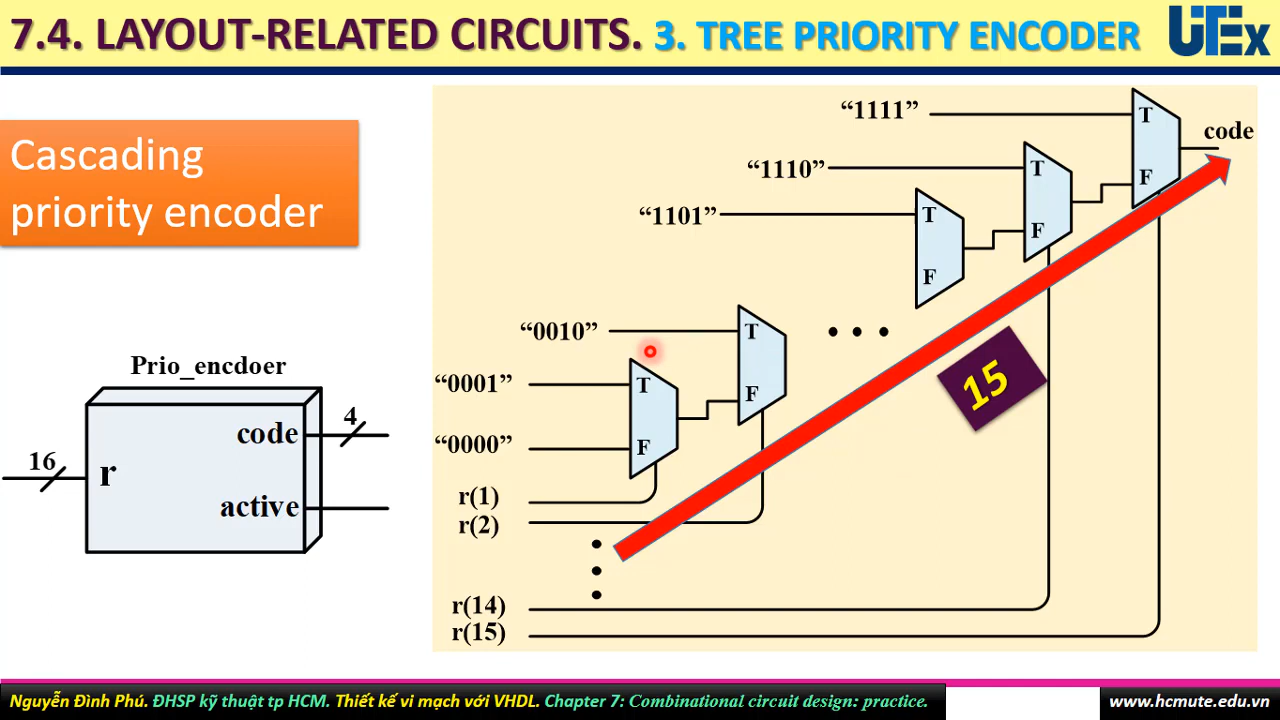 7.4. LAYOUT-RELATED CIRCUITS. 3. TREE PRIORITY ENCODER
UTEx
Cascading
priority encoder
Prio_encdoer
16
r
code
4
active
“1111”
T
F
code
“1110”
T
F
“1101”
T
F
“0010”
T
F
“0001”
T
“0000”
F
r(1)
r(2)
r(14)
r(15)
15
Nguyễn Đình Phú. ĐHSP kỹ thuật tp HCM. Thiết kế vi mạch với VHDL. Chapter 7: Combinational circuit design: practice.
www.hcmute.edu.vn